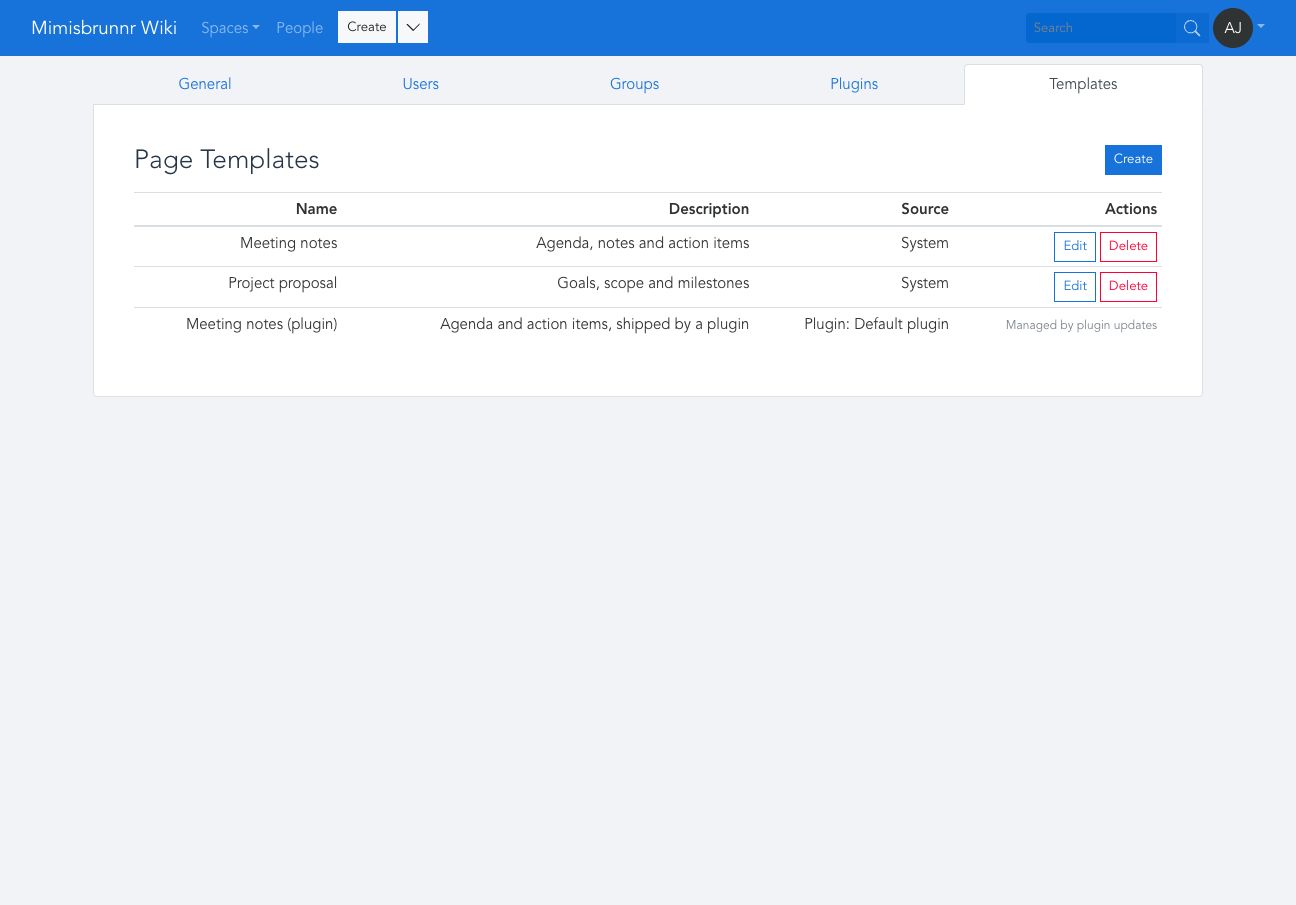 Mimisbrunnr Wiki Spaces People Create Search AJ
General Users Groups Plugins Templates
Page Templates Create
Name Description Source Actions
Meeting notes Agenda, notes and action items System Edit Delete
Project proposal Goals, scope and milestones System Edit Delete
Meeting notes (plugin) Agenda and action items, shipped by a plugin Plugin: Default plugin Managed by plugin updates